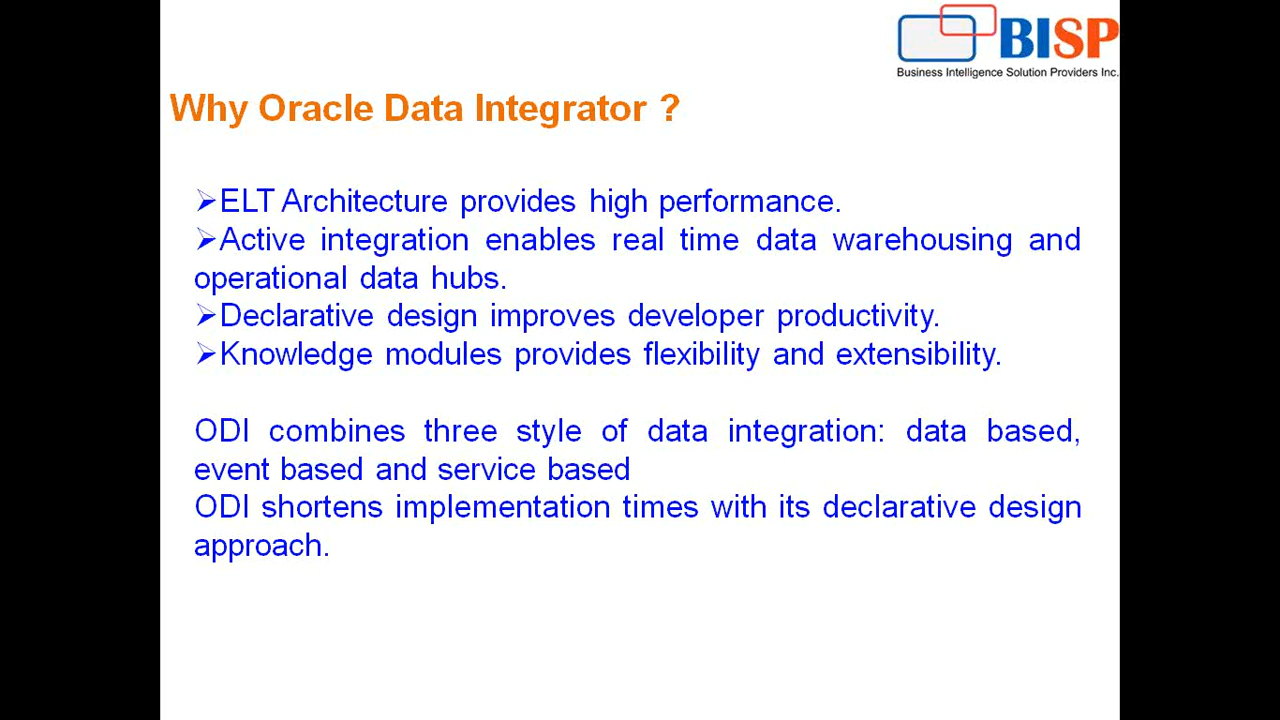 BISP
Business Intelligence Solution Providers Inc.
Why Oracle Data Integrator ?
➢ELT Architecture provides high performance.
➢Active integration enables real time data warehousing and
operational data hubs.
➢Declarative design improves developer productivity.
➢Knowledge modules provides flexibility and extensibility.
ODI combines three style of data integration: data based,
event based and service based
ODI shortens implementation times with its declarative design
approach.